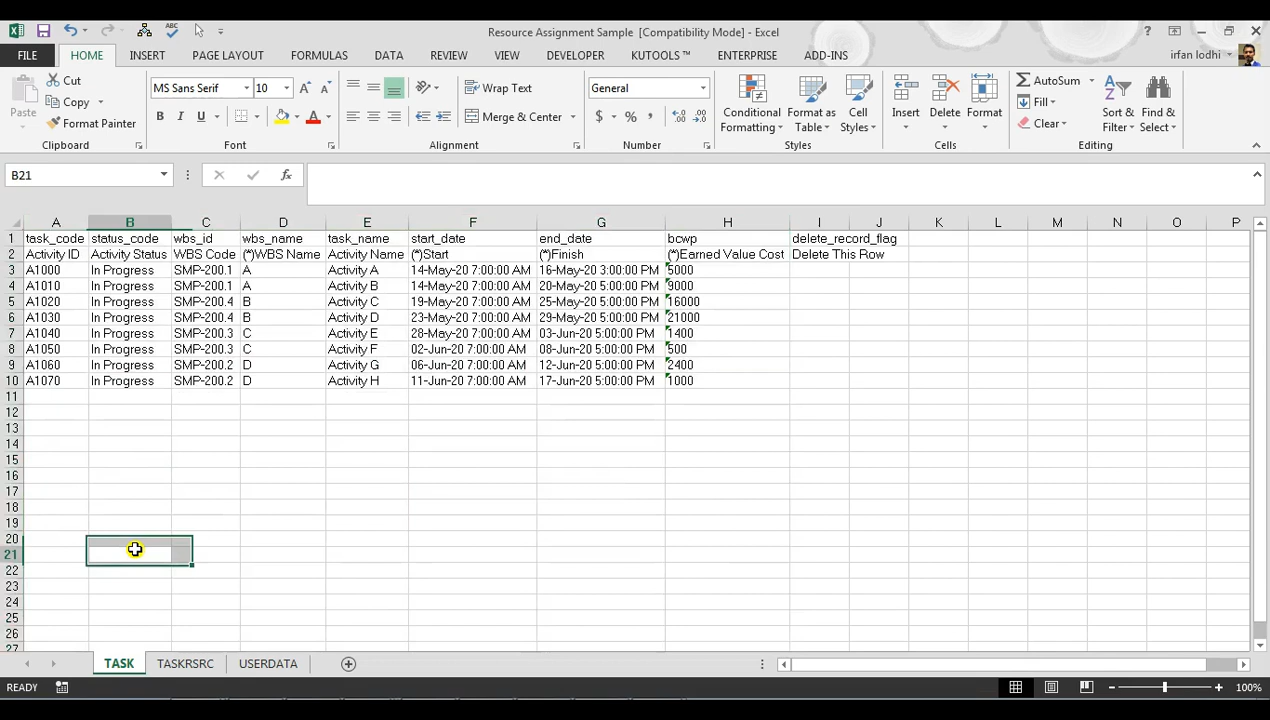 Resource Assignment Sample [Compatibility Mode] - Excel
FILE HOME INSERT PAGE LAYOUT FORMULAS DATA REVIEW VIEW DEVELOPER KUTOOLS ™ ENTERPRISE ADD-INS irfan lodhi
Cut
Copy
Format Painter
Paste
Clipboard
MS Sans Serif 10
B I U
Font
Wrap Text
Merge & Center
Alignment
General
$ % ,
Number
Conditional Formatting
Format as Table
Cell Styles
Styles
Insert Delete Format
Cells
AutoSum
Fill
Clear
Sort & Filter
Find & Select
Editing
B21 fx
A B C D E F G H I J K L M N O P
1 task_code status_code wbs_id wbs_name task_name start_date end_date bcwp delete_record_flag
2 Activity ID Activity Status WBS Code (*)WBS Name Activity Name (*)Start (*)Finish (*)Earned Value Cost Delete This Row
3 A1000 In Progress SMP-200.1 A Activity A 14-May-20 7:00:00 AM 16-May-20 3:00:00 PM 5000
4 A1010 In Progress SMP-200.1 A Activity B 14-May-20 7:00:00 AM 20-May-20 5:00:00 PM 9000
5 A1020 In Progress SMP-200.4 B Activity C 19-May-20 7:00:00 AM 25-May-20 5:00:00 PM 16000
6 A1030 In Progress SMP-200.4 B Activity D 23-May-20 7:00:00 AM 29-May-20 5:00:00 PM 21000
7 A1040 In Progress SMP-200.3 C Activity E 28-May-20 7:00:00 AM 03-Jun-20 5:00:00 PM 1400
8 A1050 In Progress SMP-200.3 C Activity F 02-Jun-20 7:00:00 AM 08-Jun-20 5:00:00 PM 500
9 A1060 In Progress SMP-200.2 D Activity G 06-Jun-20 7:00:00 AM 12-Jun-20 5:00:00 PM 2400
10 A1070 In Progress SMP-200.2 D Activity H 11-Jun-20 7:00:00 AM 17-Jun-20 5:00:00 PM 1000
11
12
13
14
15
16
17
18
19
20
21
22
23
24
25
26
27
TASK TASKRSRC USERDATA
READY 100%